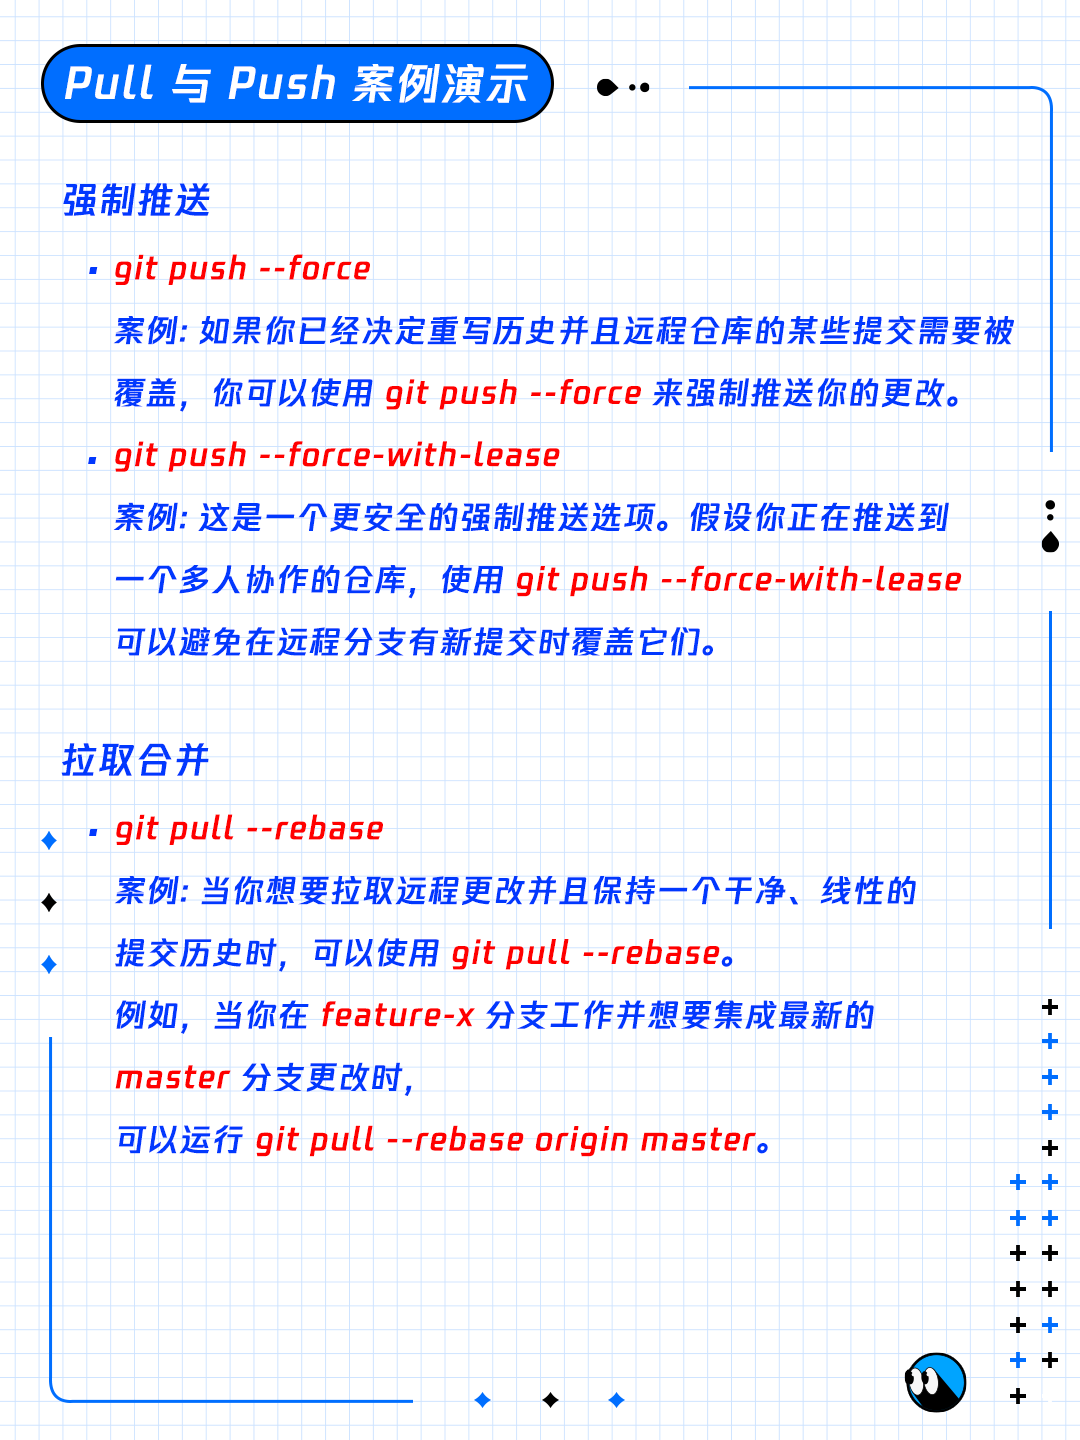 Pull 与 Push 案例演示
强制推送
git push --force
案例: 如果你已经决定重写历史并且远程仓库的某些提交需要被
覆盖，你可以使用 git push --force 来强制推送你的更改。
git push --force-with-lease
案例: 这是一个更安全的强制推送选项。假设你正在推送到
一个多人协作的仓库，使用 git push --force-with-lease
可以避免在远程分支有新提交时覆盖它们。
拉取合并
git pull --rebase
案例: 当你想要拉取远程更改并且保持一个干净、线性的
提交历史时，可以使用 git pull --rebase。
例如，当你在 feature-x 分支工作并想要集成最新的
master 分支更改时，
可以运行 git pull --rebase origin master。